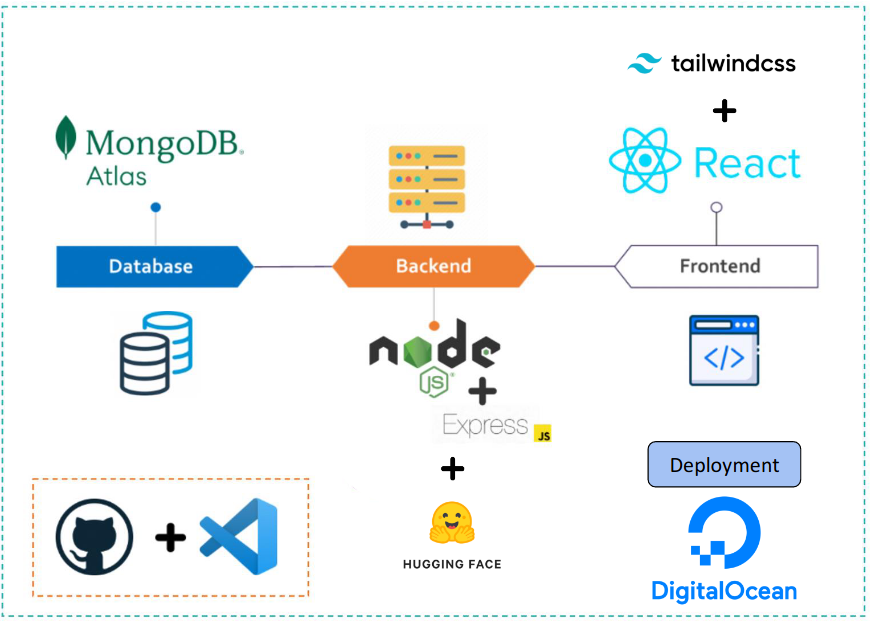 tailwindcss
+
MongoDB®
Atlas
React
Database
Backend
Frontend
node
JS®
+
</>
Express
JS
Deployment
+
+
HUGGING FACE
DigitalOcean